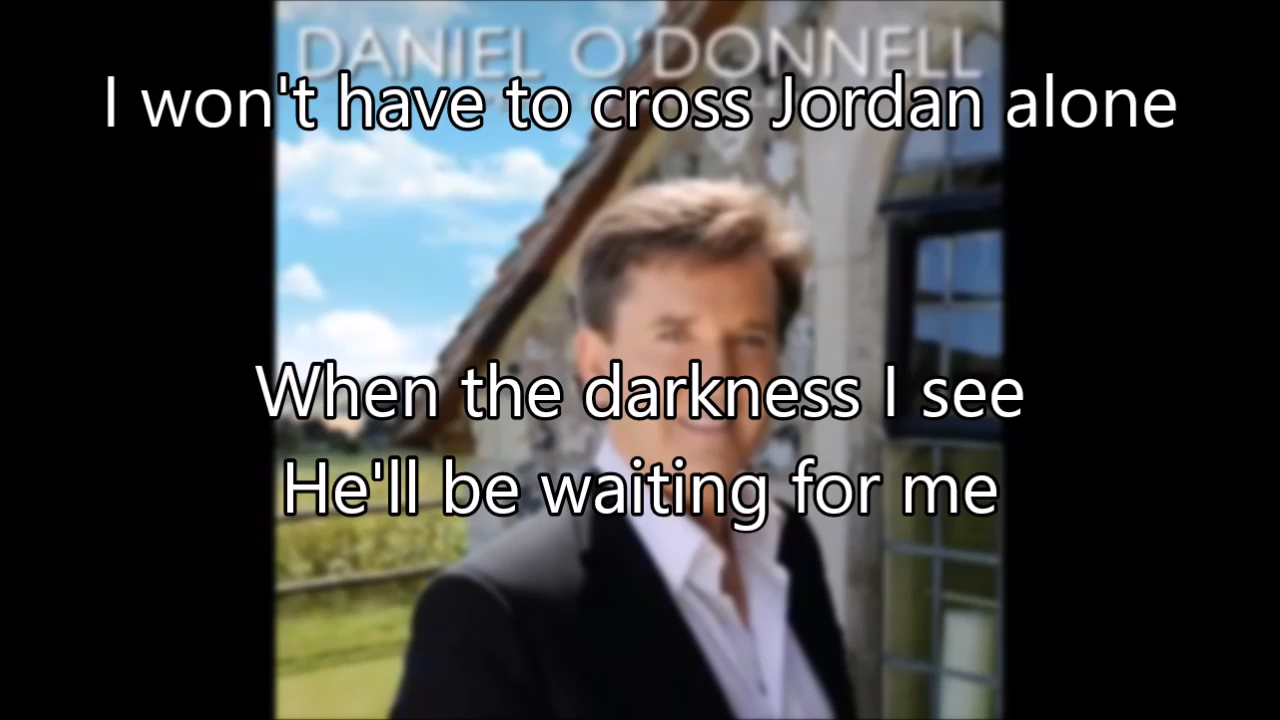 DANIEL O'DONNELL
I won't have to cross Jordan alone
When the darkness I see
He'll be waiting for me